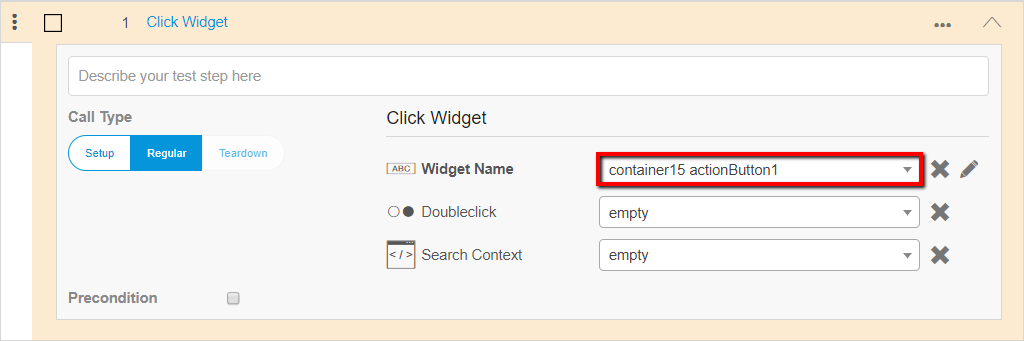 1 Click Widget
Describe your test step here
Call Type
Setup Regular Teardown
Click Widget
ABC Widget Name container15 actionButton1
Doubleclick empty
</> Search Context empty
Precondition